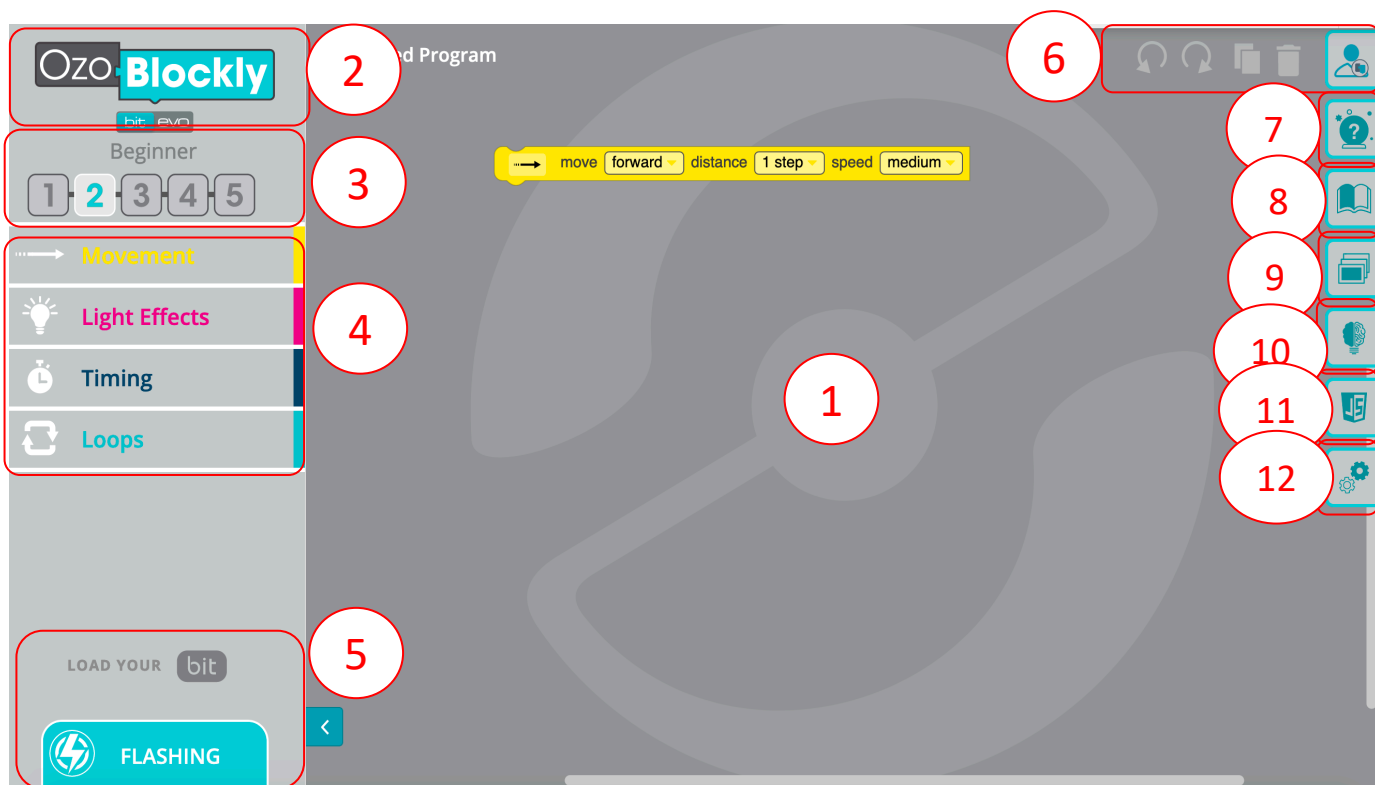 Ozo Blockly
bit evo
Beginner
1 2 3 4 5
Movement
Light Effects
Timing
Loops
LOAD YOUR bit
FLASHING
2
3
4
5
ed Program
move forward distance 1 step speed medium
1
6
7
?
8
9
10
11
JS
12